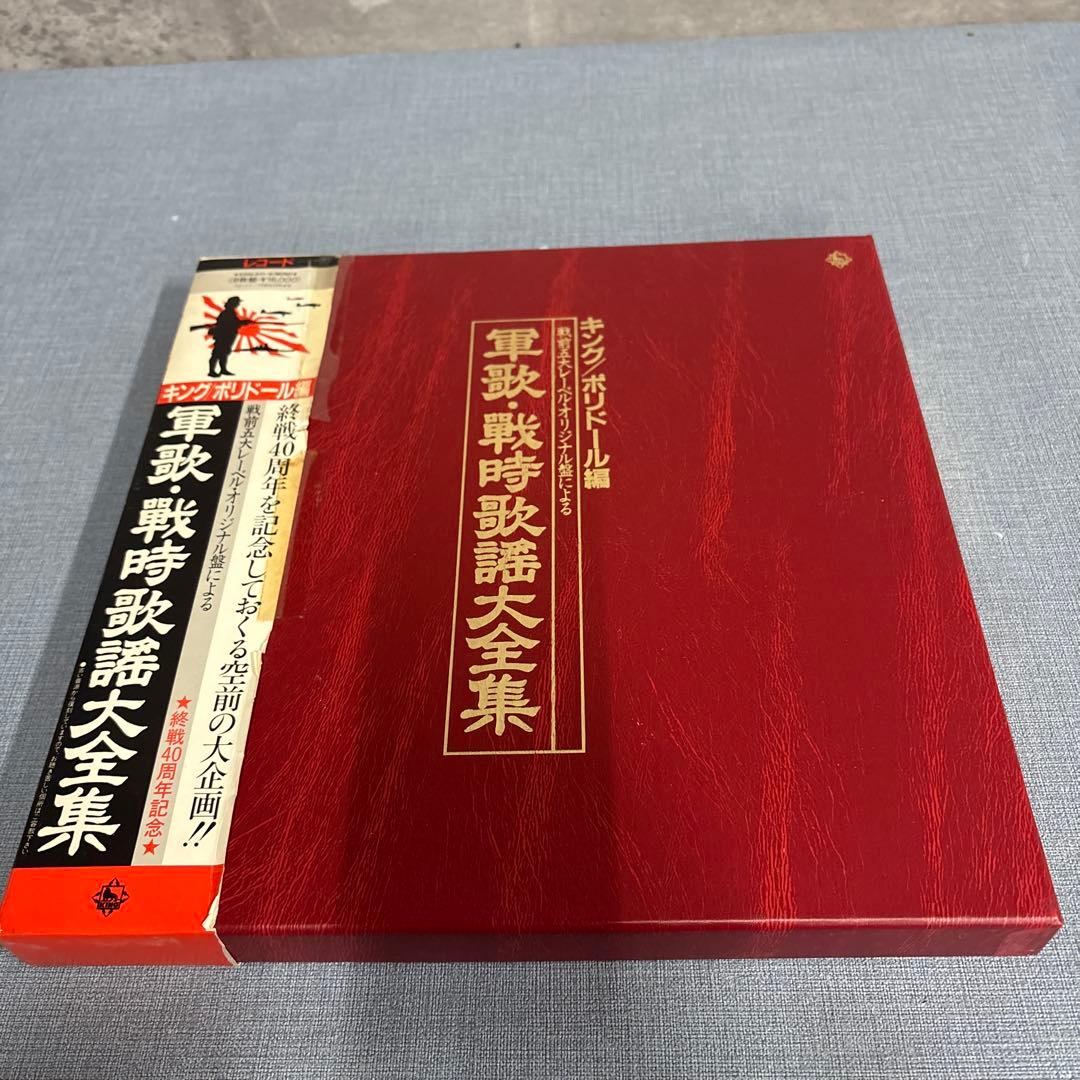 レコード
キング/ポリドール編
終戦40周年を記念しておくる空前の大企画!!
戦前五大レーベル・オリジナル盤による
軍歌・戰時歌謡大全集
★終戦40周年記念★
KING
キング/ポリドール編
戦前五大レーベル・オリジナル盤による
軍歌・戰時歌謡大全集